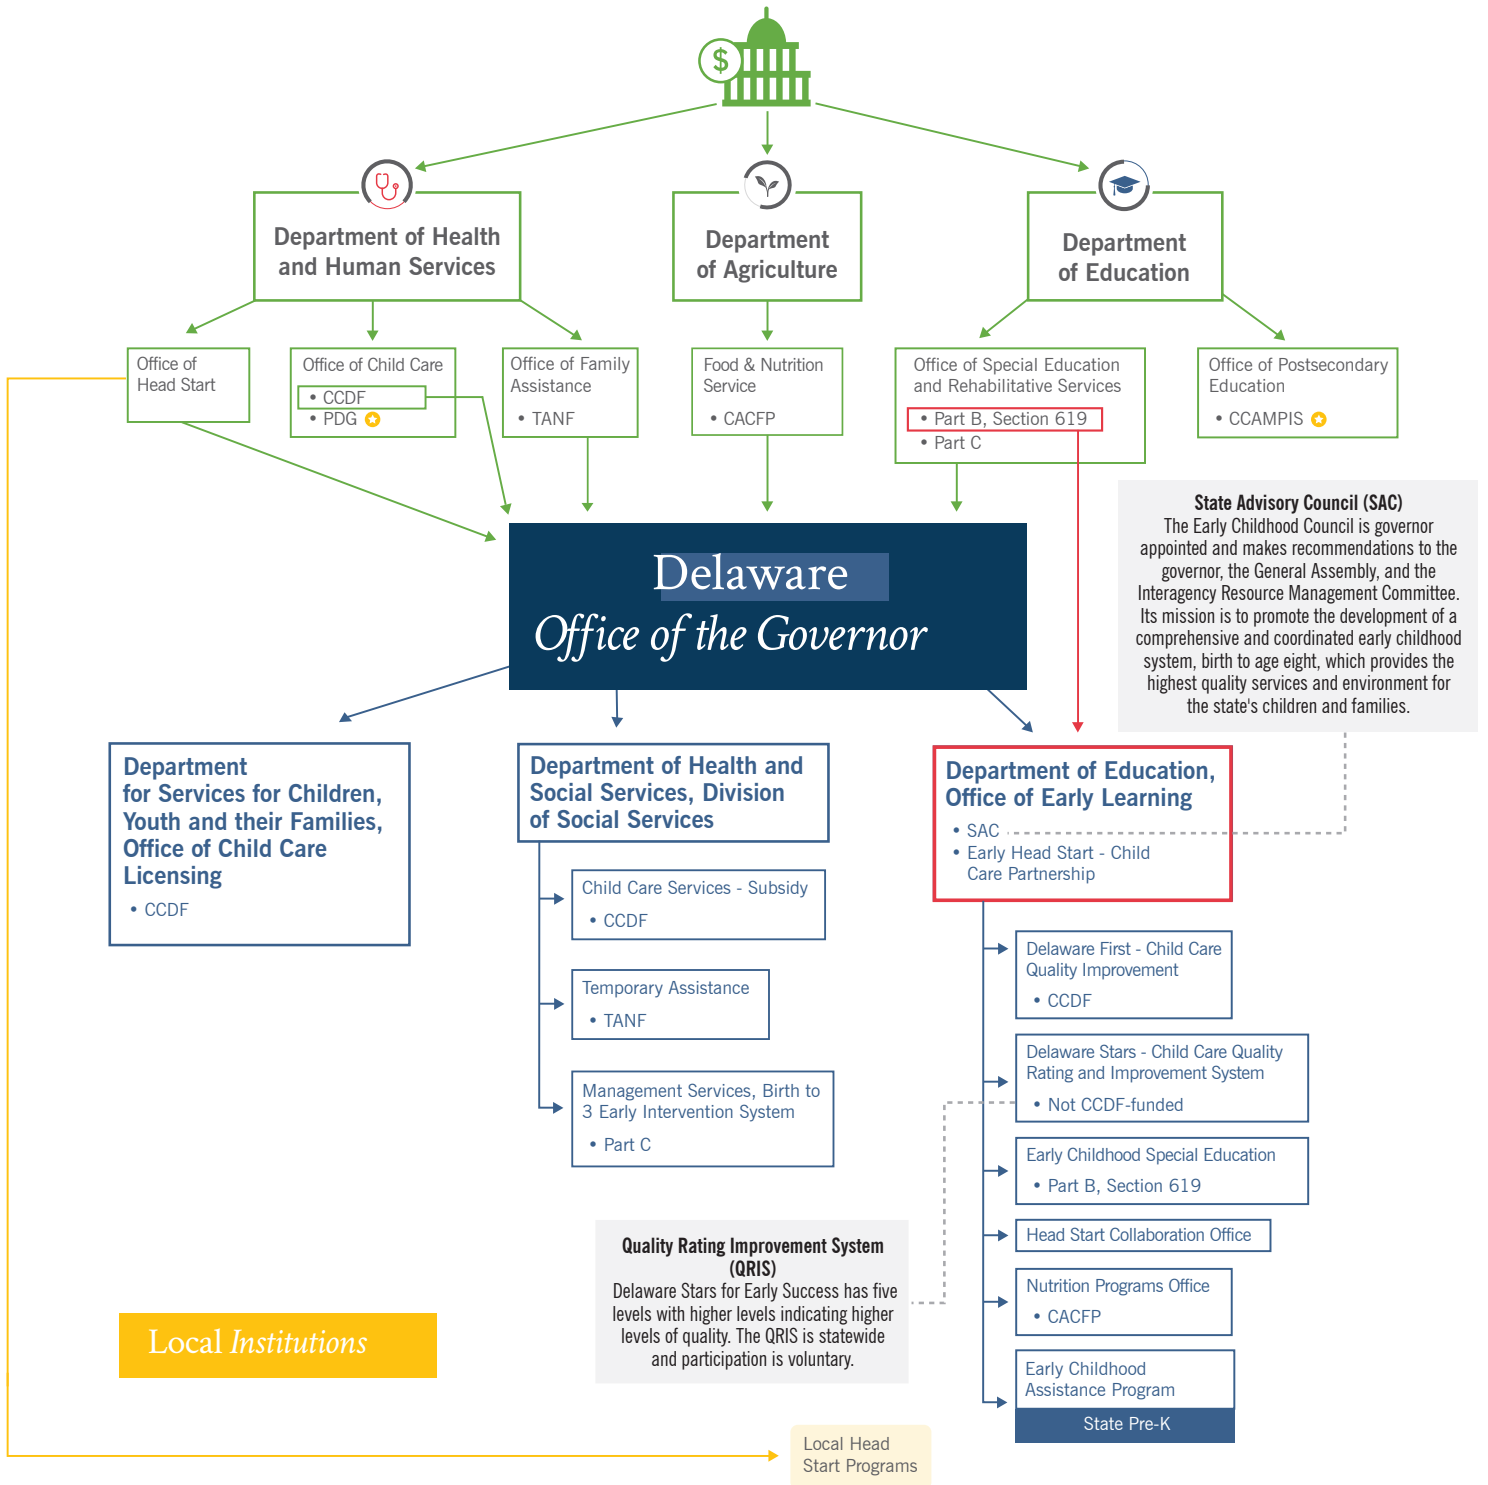 $
Department of Health
and Human Services
Department
of Agriculture
Department
of Education
Office of
Head Start
Office of Child Care
• CCDF
• PDG
Office of Family
Assistance
• TANF
Food & Nutrition
Service
• CACFP
Office of Special Education
and Rehabilitative Services
• Part B, Section 619
• Part C
Office of Postsecondary
Education
• CCAMPIS
State Advisory Council (SAC)
The Early Childhood Council is governor
appointed and makes recommendations to the
governor, the General Assembly, and the
Interagency Resource Management Committee.
Its mission is to promote the development of a
comprehensive and coordinated early childhood
system, birth to age eight, which provides the
highest quality services and environment for
the state's children and families.
Delaware
Office of the Governor
Department
for Services for Children,
Youth and their Families,
Office of Child Care
Licensing
• CCDF
Department of Health and
Social Services, Division
of Social Services
Child Care Services - Subsidy
• CCDF
Temporary Assistance
• TANF
Management Services, Birth to
3 Early Intervention System
• Part C
Department of Education,
Office of Early Learning
• SAC
• Early Head Start - Child
Care Partnership
Delaware First - Child Care
Quality Improvement
• CCDF
Delaware Stars - Child Care Quality
Rating and Improvement System
• Not CCDF-funded
Early Childhood Special Education
• Part B, Section 619
Head Start Collaboration Office
Nutrition Programs Office
• CACFP
Early Childhood
Assistance Program
State Pre-K
Quality Rating Improvement System
(QRIS)
Delaware Stars for Early Success has five
levels with higher levels indicating higher
levels of quality. The QRIS is statewide
and participation is voluntary.
Local Institutions
Local Head
Start Programs